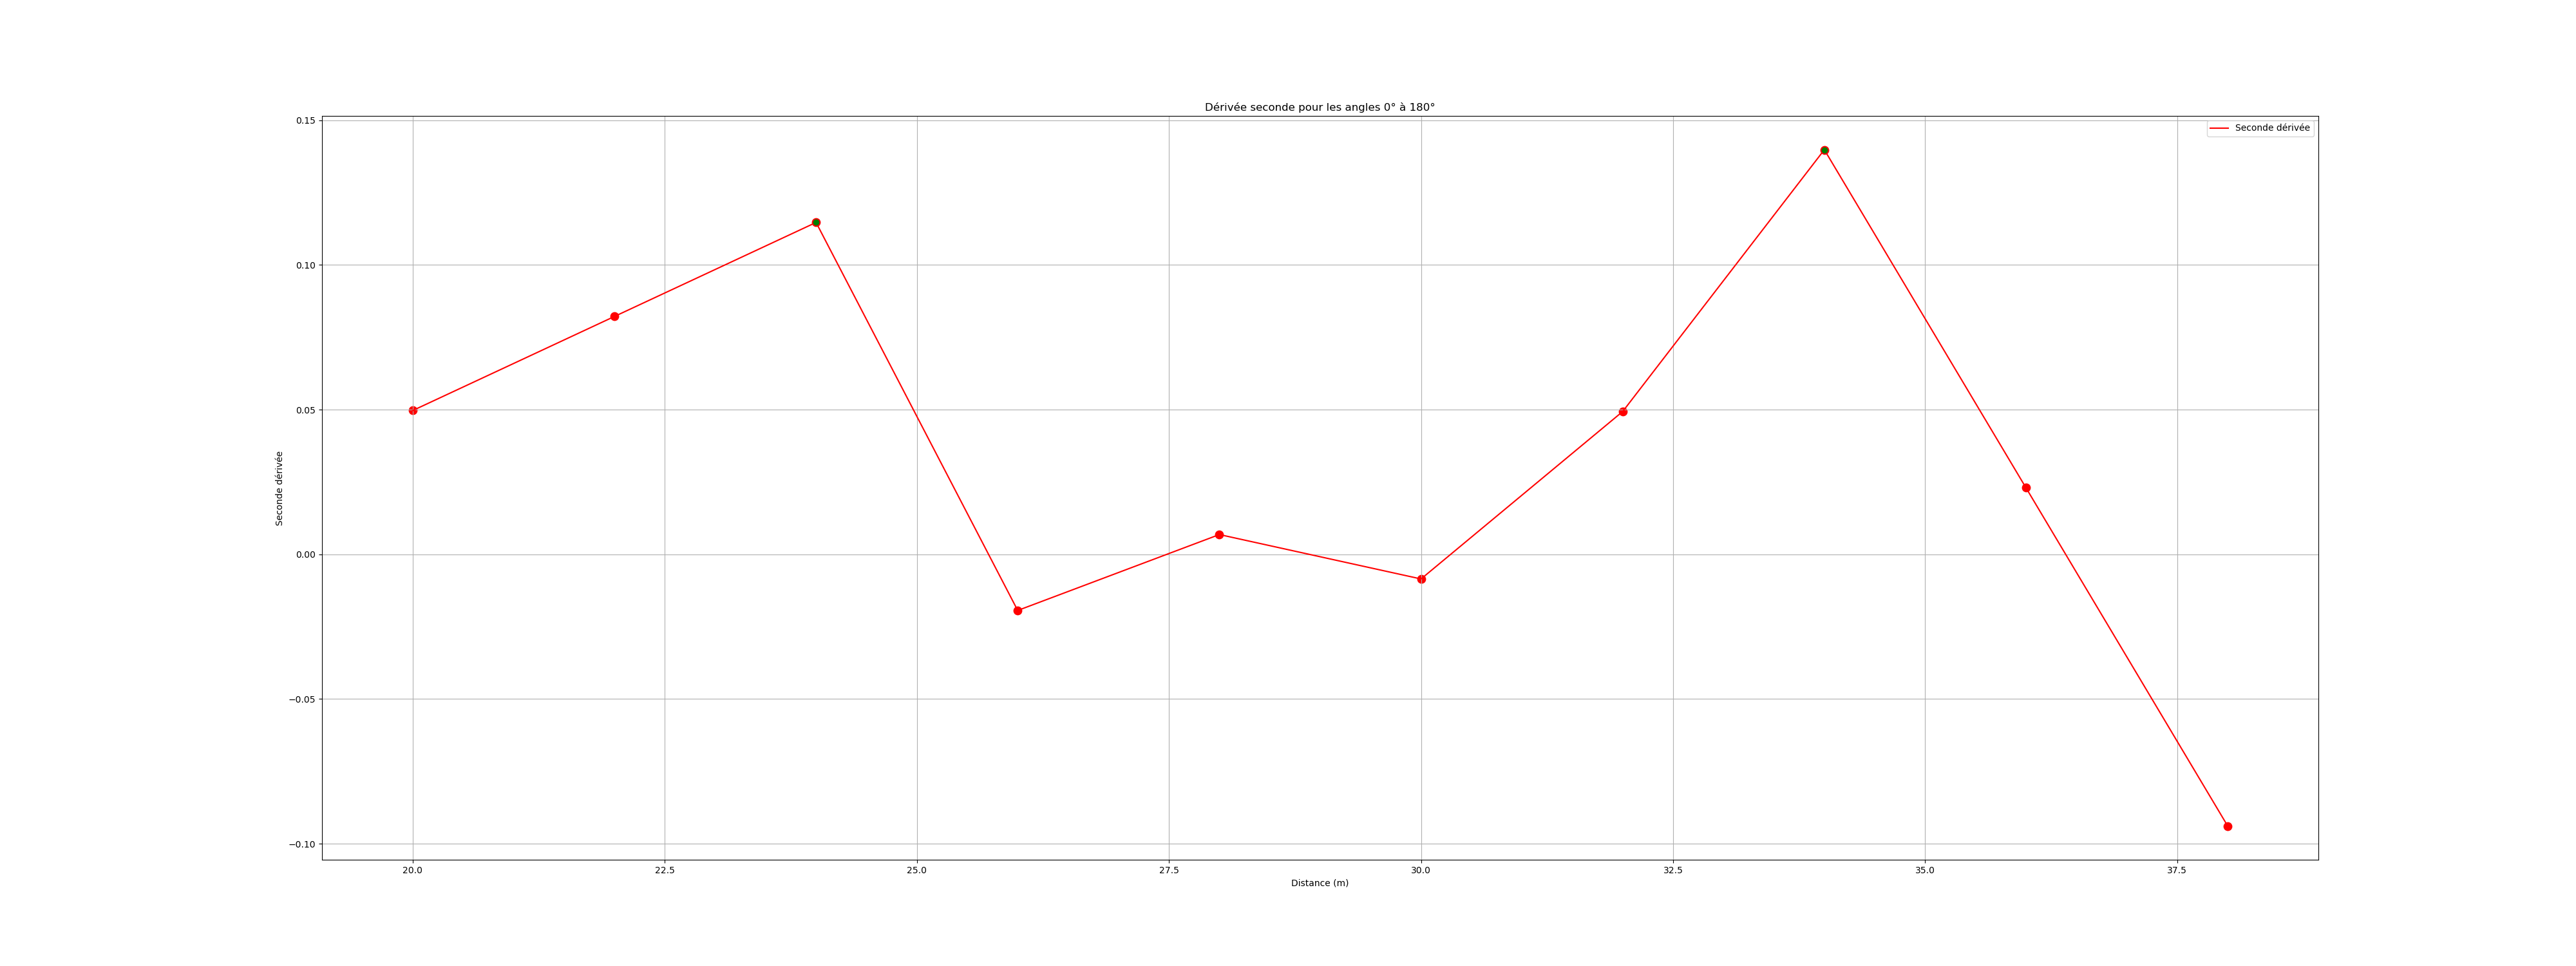 Dérivée seconde pour les angles 0° à 180°
Seconde dérivée
0.15
0.10
0.05
0.00
−0.05
−0.10
Seconde dérivée
20.0 22.5 25.0 27.5 30.0 32.5 35.0 37.5
Distance (m)